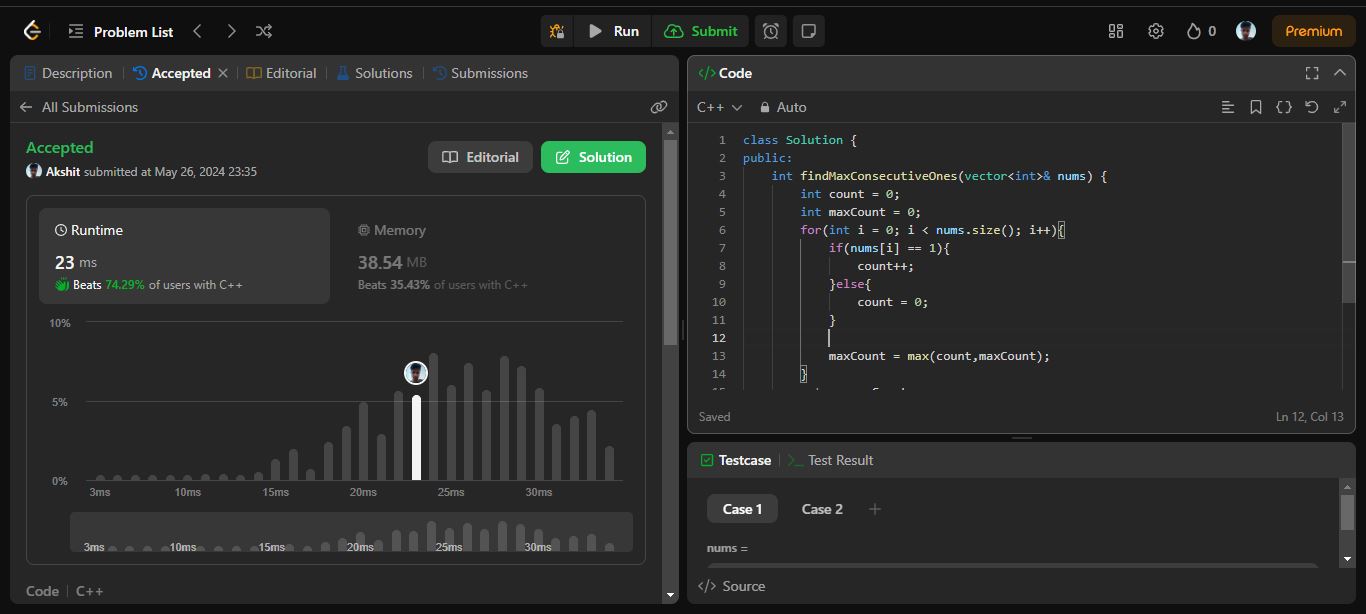 Problem List
Run
Submit
0
Premium
Description
Accepted
Editorial
Solutions
Submissions
All Submissions
Accepted
Akshit submitted at May 26, 2024 23:35
Editorial
Solution
Runtime
23 ms
Beats 74.29% of users with C++
Memory
38.54 MB
Beats 35.43% of users with C++
10%
5%
0%
3ms 10ms 15ms 20ms 25ms 30ms
3ms 10ms 15ms 20ms 25ms 30ms
Code | C++
</> Code
C++ Auto
1 class Solution {
2 public:
3 int findMaxConsecutiveOnes(vector<int>& nums) {
4 int count = 0;
5 int maxCount = 0;
6 for(int i = 0; i < nums.size(); i++){
7 if(nums[i] == 1){
8 count++;
9 }else{
10 count = 0;
11 }
12
13 maxCount = max(count,maxCount);
14 }
Saved
Ln 12, Col 13
Testcase
>_ Test Result
Case 1
Case 2
+
nums =
</> Source